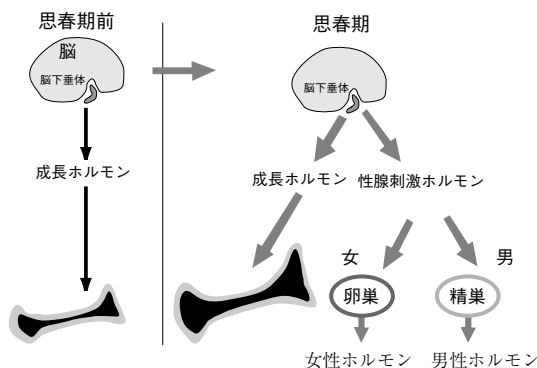 思春期前
脳
脳下垂体
成長ホルモン
思春期
脳下垂体
成長ホルモン
性腺刺激ホルモン
女
男
卵巣
精巣
女性ホルモン
男性ホルモン